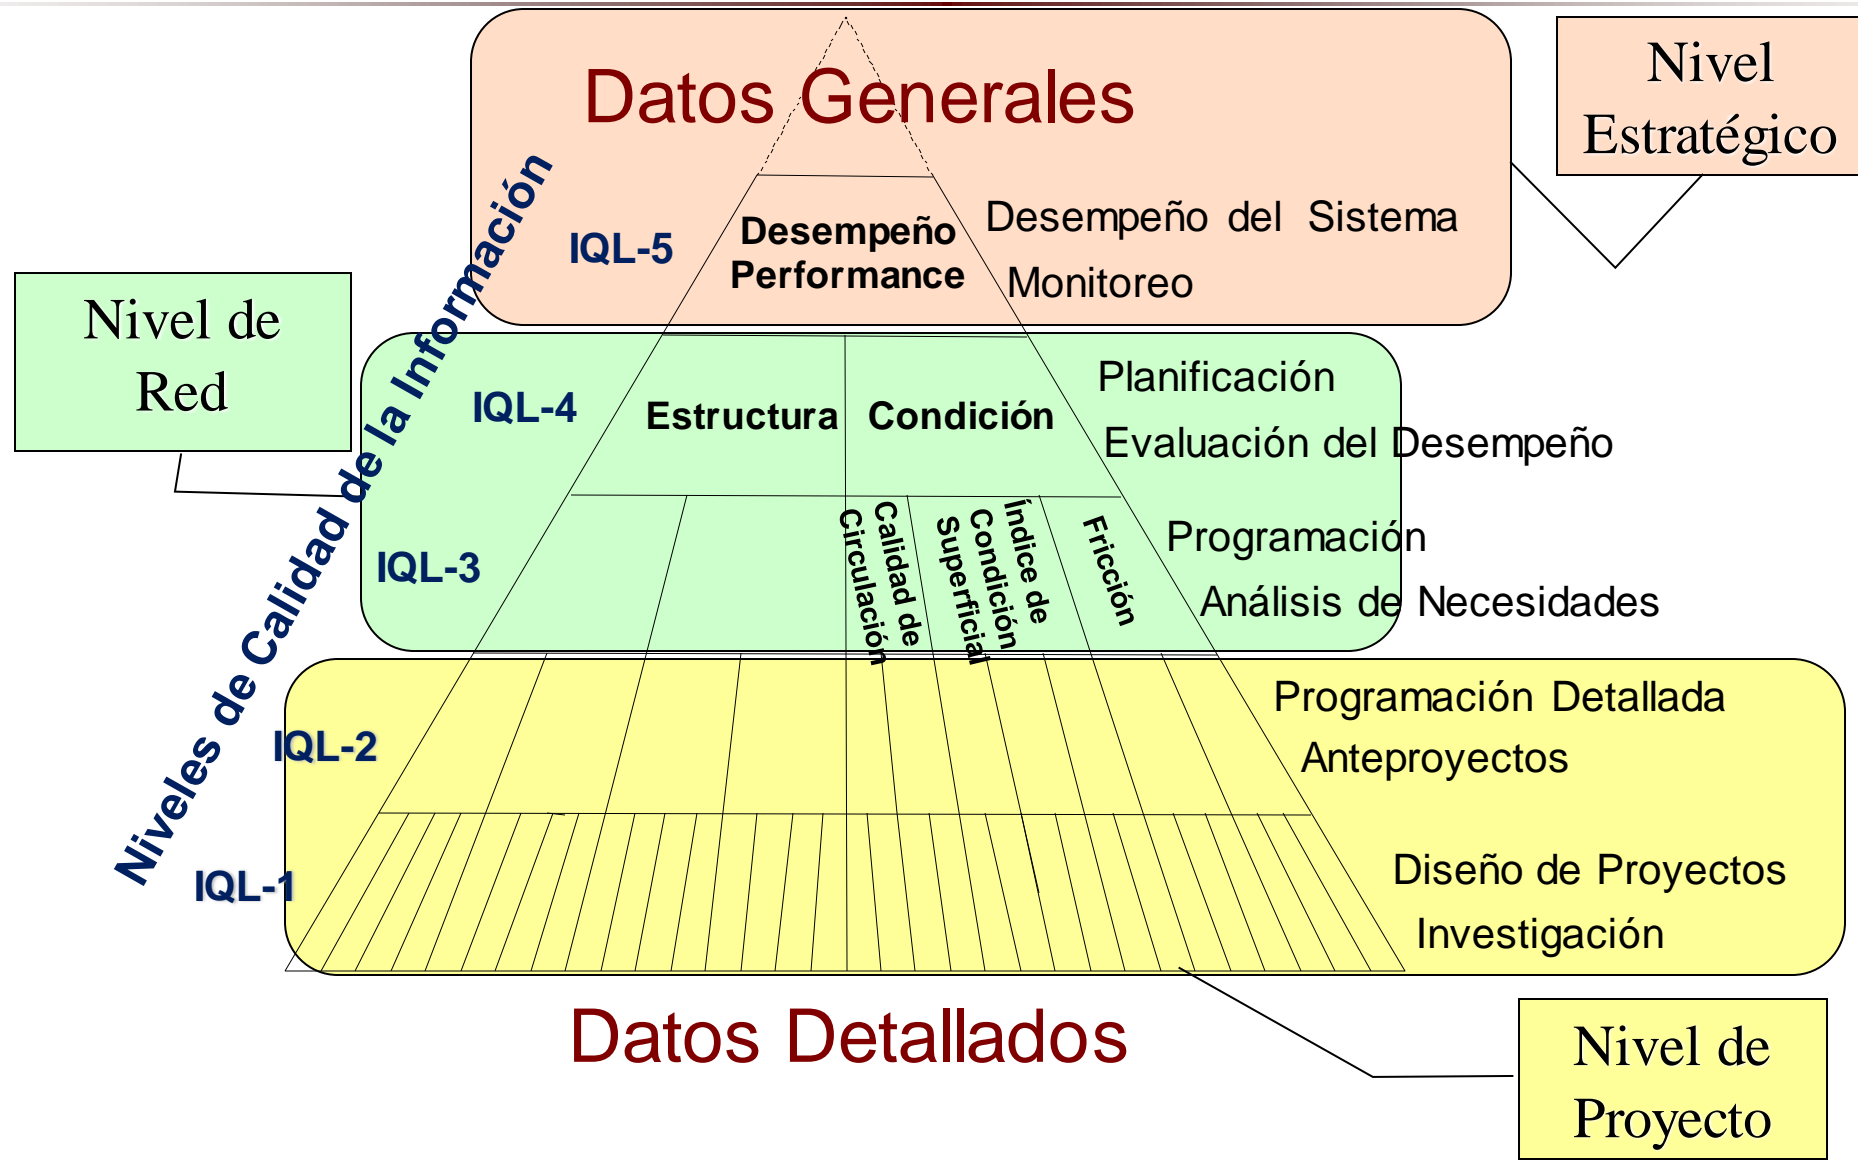 Datos Generales
Nivel
Estratégico
Niveles de Calidad de la Información
IQL-5
Desempeño
Performance
Desempeño del Sistema
Monitoreo
Nivel de
Red
IQL-4
Estructura
Condición
Planificación
Evaluación del Desempeño
IQL-3
Calidad de
Circulación
Índice de
Condición
Superficial
Fricción
Programación
Análisis de Necesidades
IQL-2
Programación Detallada
Anteproyectos
IQL-1
Diseño de Proyectos
Investigación
Datos Detallados
Nivel de
Proyecto